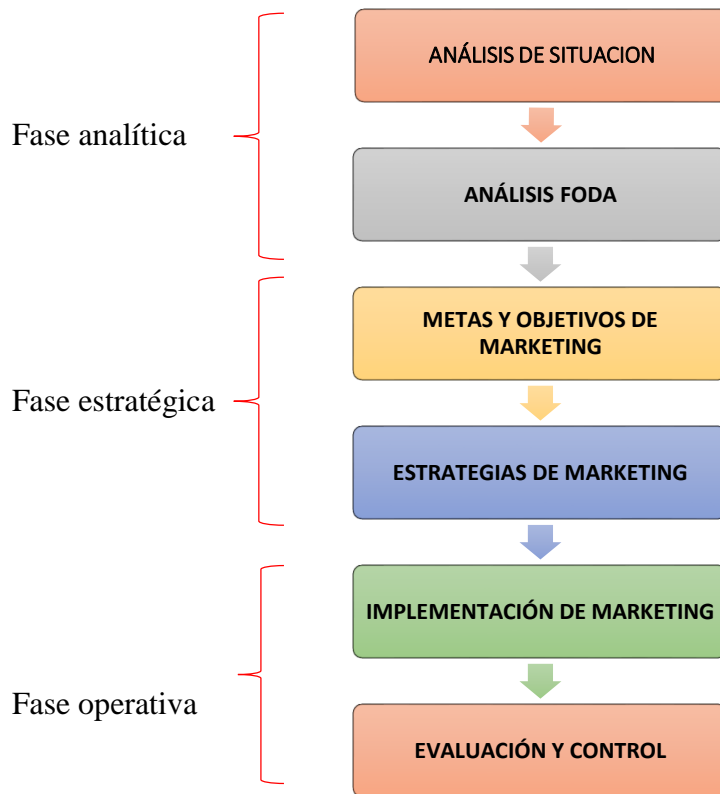 ANÁLISIS DE SITUACION
Fase analítica
ANÁLISIS FODA
METAS Y OBJETIVOS DE
MARKETING
Fase estratégica
ESTRATEGIAS DE MARKETING
IMPLEMENTACIÓN DE MARKETING
Fase operativa
EVALUACIÓN Y CONTROL